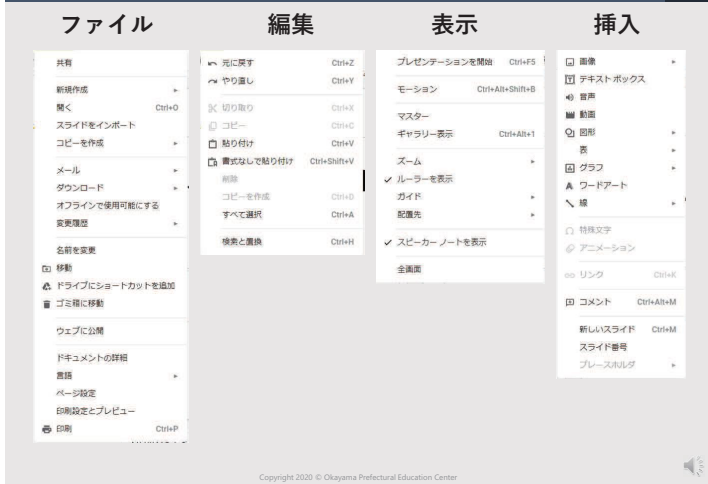 ファイル
共有
新規作成
開く Ctrl+O
スライドをインポート
コピーを作成
メール
ダウンロード
オフラインで使用可能にする
変更履歴
名前を変更
移動
ドライブにショートカットを追加
ゴミ箱に移動
ウェブに公開
ドキュメントの詳細
言語
ページ設定
印刷設定とプレビュー
印刷 Ctrl+P
編集
元に戻す Ctrl+Z
やり直し Ctrl+Y
切り取り Ctrl+X
コピー Ctrl+C
貼り付け Ctrl+V
書式なしで貼り付け Ctrl+Shift+V
削除
コピーを作成 Ctrl+D
すべて選択 Ctrl+A
検索と置換 Ctrl+H
表示
プレゼンテーションを開始 Ctrl+F5
モーション Ctrl+Alt+Shift+B
マスター
ギャラリー表示 Ctrl+Alt+1
ズーム
ルーラーを表示
ガイド
配置先
スピーカー ノートを表示
全画面
挿入
画像
テキスト ボックス
音声
動画
図形
表
グラフ
ワードアート
線
特殊文字
アニメーション
リンク Ctrl+K
コメント Ctrl+Alt+M
新しいスライド Ctrl+M
スライド番号
プレースホルダ
Copyright 2020 © Okayama Prefectural Education Center